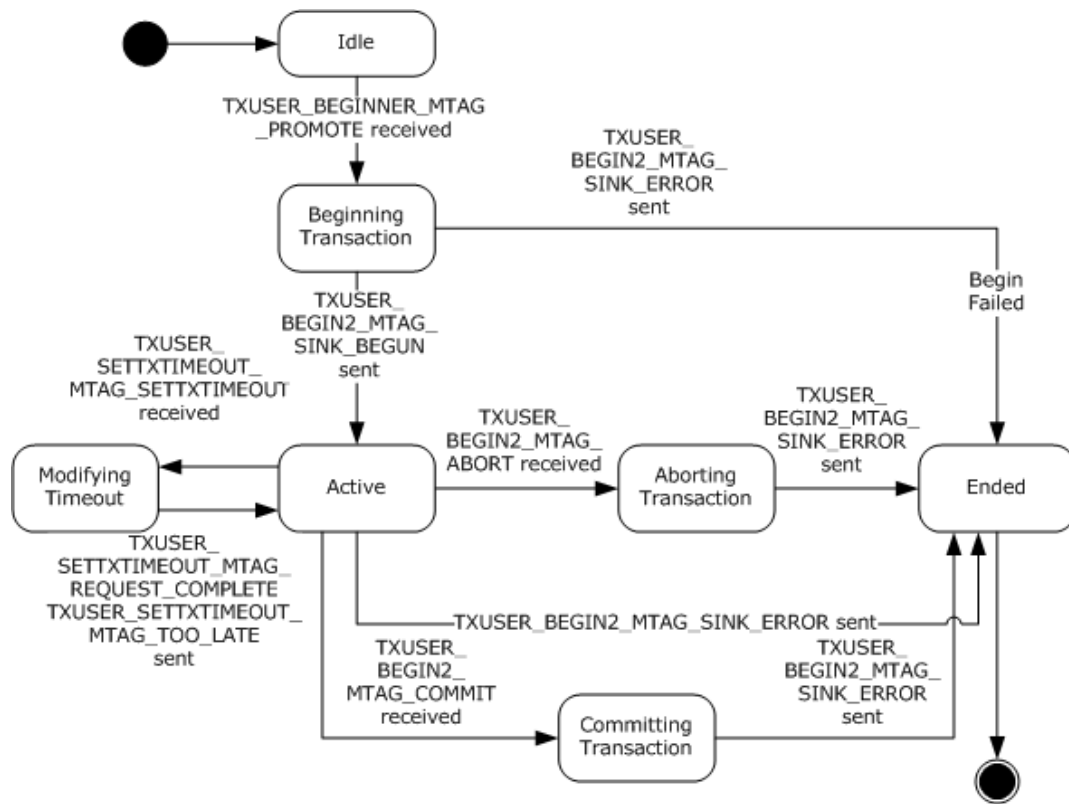 Idle
TXUSER_BEGINNER_MTAG
_PROMOTE received
TXUSER_
BEGIN2_MTAG_
SINK_ERROR
sent
Beginning
Transaction
Begin
Failed
TXUSER_
BEGIN2_MTAG_
SINK_BEGUN
sent
TXUSER_
SETTXTIMEOUT_
MTAG_SETTXTIMEOUT
received
TXUSER_
BEGIN2_MTAG_
ABORT received
TXUSER_
BEGIN2_MTAG_
SINK_ERROR
sent
Modifying
Timeout
Active
Aborting
Transaction
Ended
TXUSER_
SETTXTIMEOUT_MTAG_
REQUEST_COMPLETE
TXUSER_SETTXTIMEOUT_
MTAG_TOO_LATE
sent
TXUSER_BEGIN2_MTAG_SINK_ERROR sent
TXUSER_
BEGIN2_
MTAG_COMMIT
received
TXUSER_
BEGIN2_MTAG_
SINK_ERROR
sent
Committing
Transaction